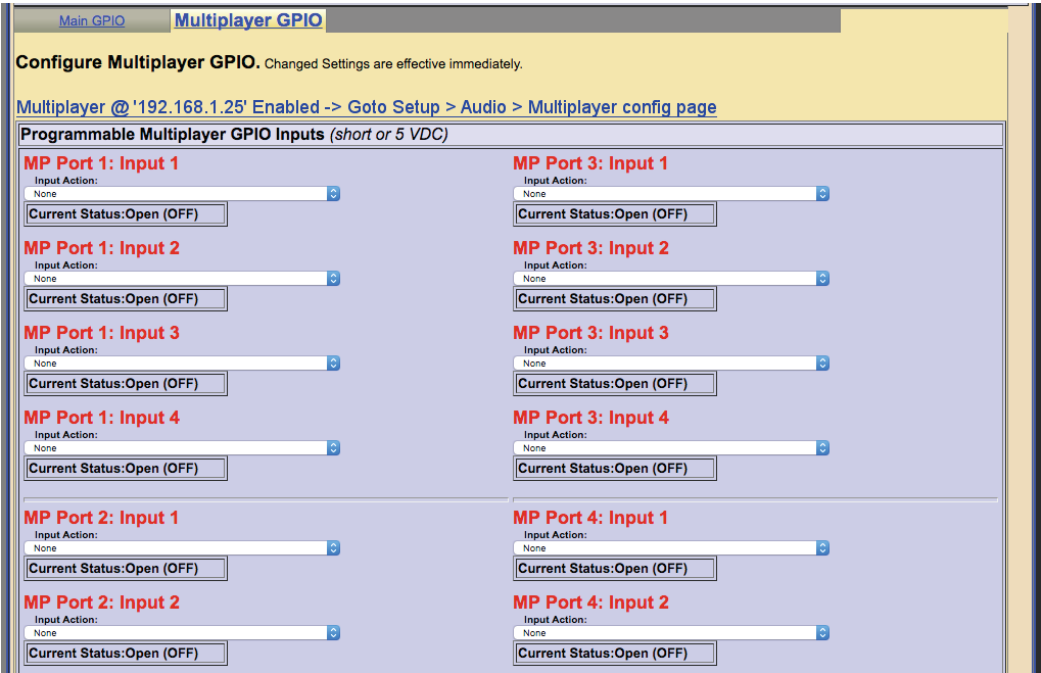 Main GPIO
Multiplayer GPIO
Configure Multiplayer GPIO. Changed Settings are effective immediately.
Multiplayer @ '192.168.1.25' Enabled -> Goto Setup > Audio > Multiplayer config page
Programmable Multiplayer GPIO Inputs (short or 5 VDC)
MP Port 1: Input 1
Input Action:
None
Current Status:Open (OFF)
MP Port 1: Input 2
Input Action:
None
Current Status:Open (OFF)
MP Port 1: Input 3
Input Action:
None
Current Status:Open (OFF)
MP Port 1: Input 4
Input Action:
None
Current Status:Open (OFF)
MP Port 3: Input 1
Input Action:
None
Current Status:Open (OFF)
MP Port 3: Input 2
Input Action:
None
Current Status:Open (OFF)
MP Port 3: Input 3
Input Action:
None
Current Status:Open (OFF)
MP Port 3: Input 4
Input Action:
None
Current Status:Open (OFF)
MP Port 2: Input 1
Input Action:
None
Current Status:Open (OFF)
MP Port 2: Input 2
Input Action:
None
Current Status:Open (OFF)
MP Port 4: Input 1
Input Action:
None
Current Status:Open (OFF)
MP Port 4: Input 2
Input Action:
None
Current Status:Open (OFF)